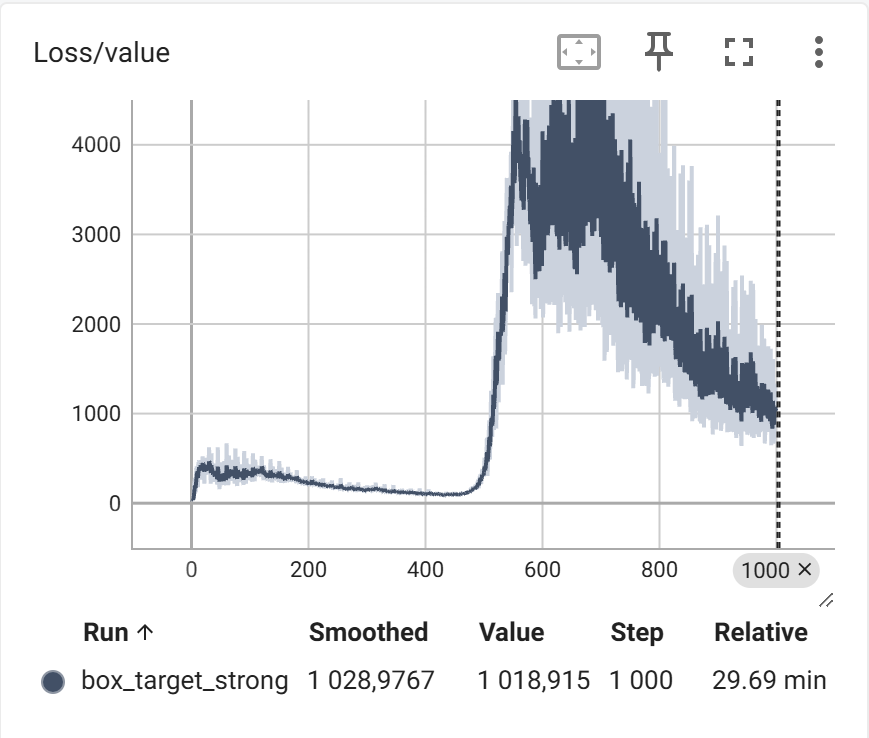 Loss/value
4000
3000
2000
1000
0
0 200 400 600 800 1000 ×
Run ↑ Smoothed Value Step Relative
box_target_strong 1 028,9767 1 018,915 1 000 29.69 min